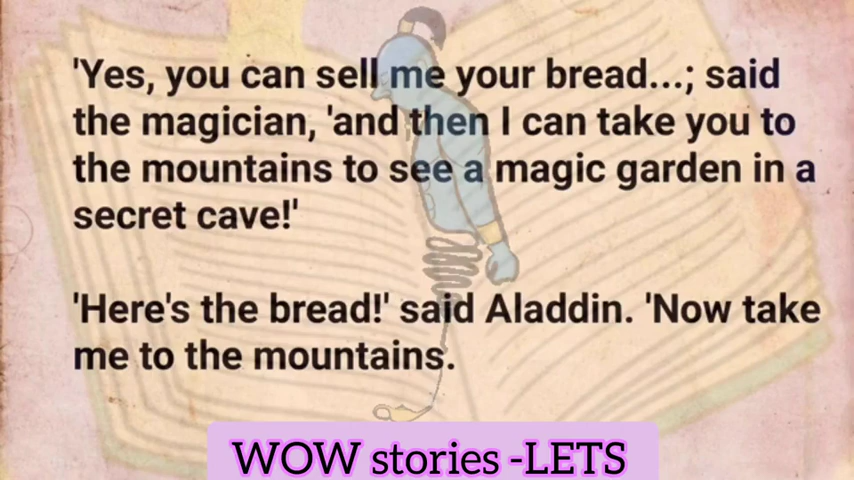 'Yes, you can sell me your bread...; said
the magician, 'and then I can take you to
the mountains to see a magic garden in a
secret cave!'
'Here's the bread!' said Aladdin. 'Now take
me to the mountains.
WOW stories -LETS